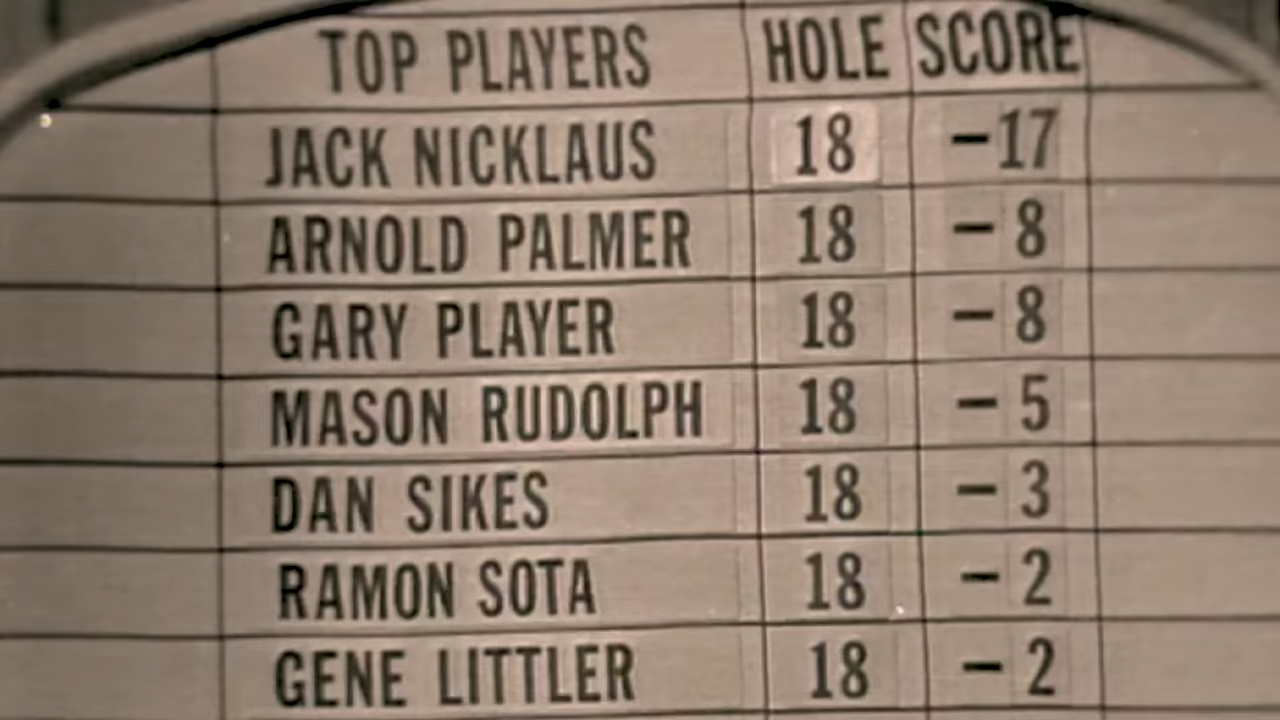 TOP PLAYERS HOLE SCORE
JACK NICKLAUS 18 -17
ARNOLD PALMER 18 - 8
GARY PLAYER 18 - 8
MASON RUDOLPH 18 - 5
DAN SIKES 18 - 3
RAMON SOTA 18 - 2
GENE LITTLER 18 - 2